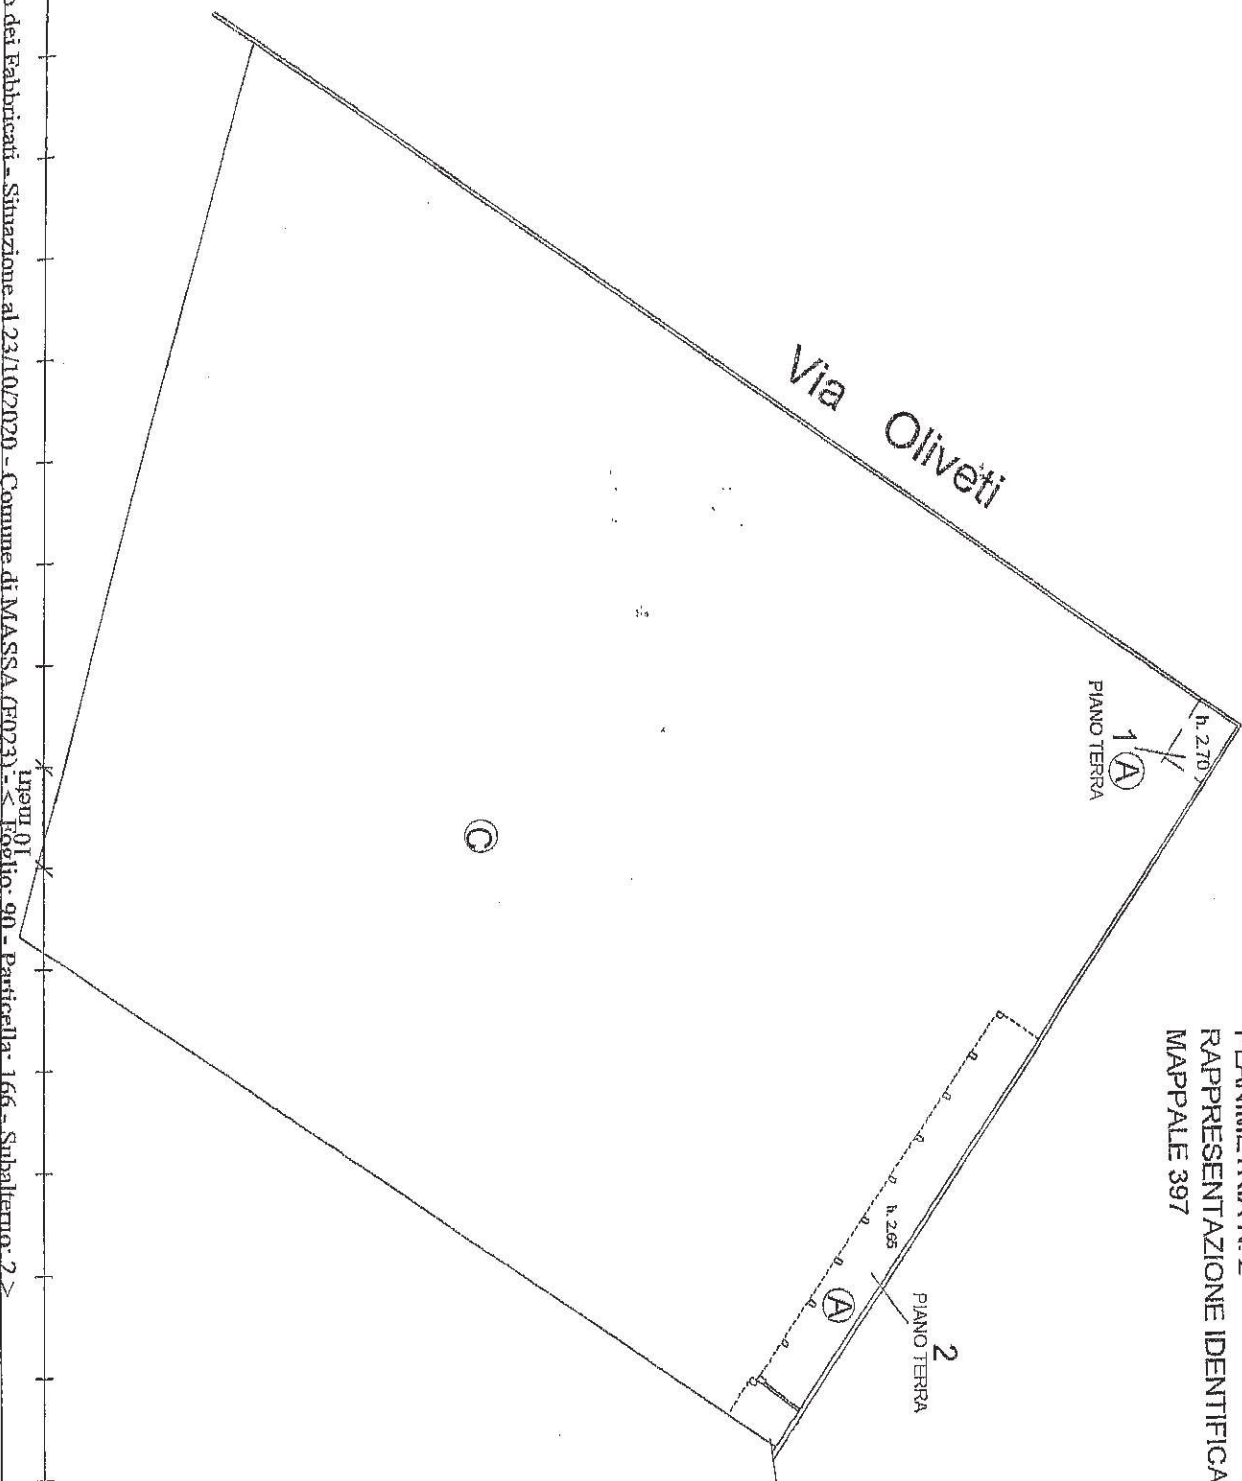 RAPPRESENTAZIONE IDENTIFICA
MAPPALE 397
Via Oliveti
h. 2.70
1 A
PIANO TERRA
C
h. 2.65
A
2
PIANO TERRA
10 metri
dei Fabbricati - Situazione al 23/10/2020 - Comune di MASSA (F023) - < Foglio: 90 - Particella: 166 - Subalterno: 2 >